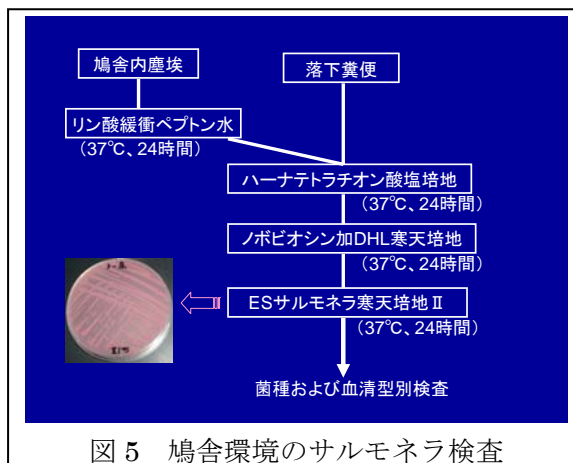 鳩舎内塵埃
落下糞便
リン酸緩衝ペプトン水
(37℃、24時間)
ハーナテトラチオン酸塩培地
(37℃、24時間)
ノボビオシン加DHL寒天培地
(37℃、24時間)
ESサルモネラ寒天培地Ⅱ
(37℃、24時間)
菌種および血清型別検査
図5 鳩舎環境のサルモネラ検査